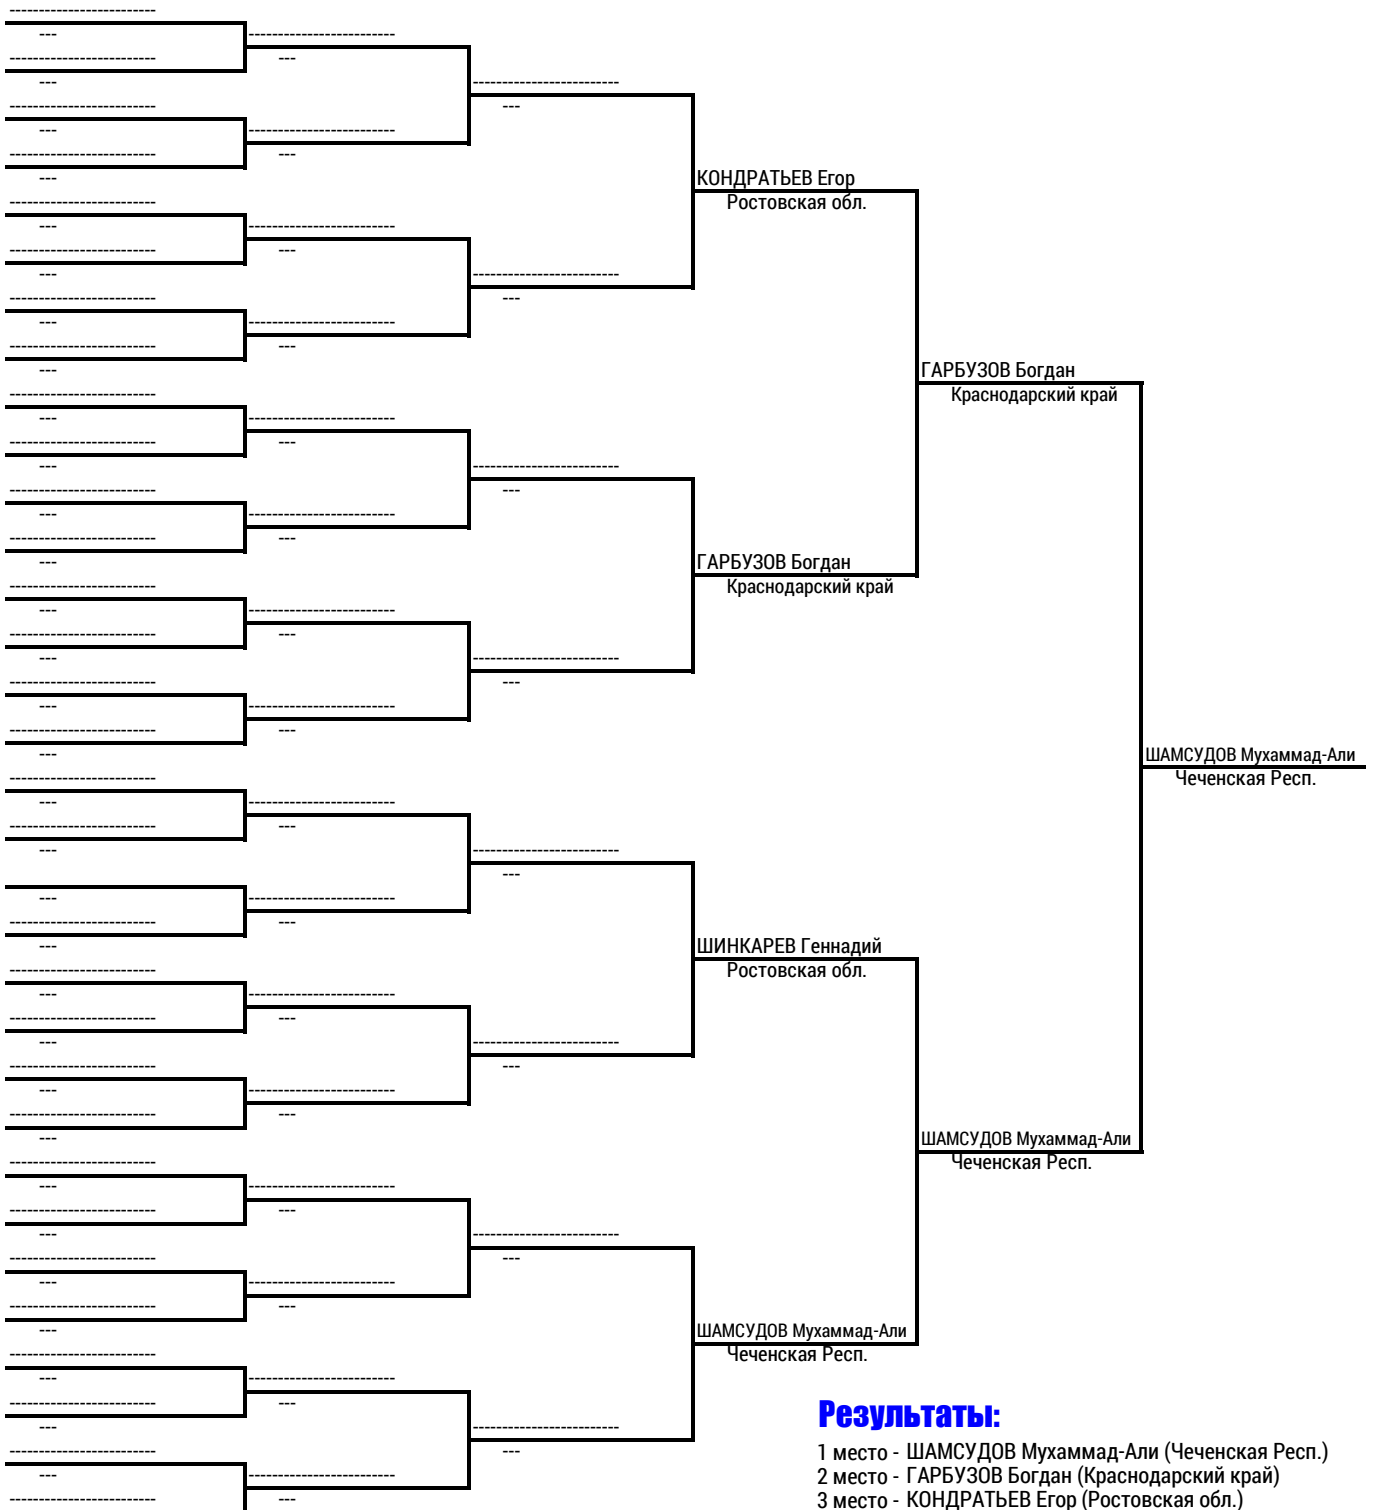 КОНДРАТЬЕВ Егор
Ростовская обл.
ГАРБУЗОВ Богдан
Краснодарский край
ГАРБУЗОВ Богдан
Краснодарский край
ШАМСУДОВ Мухаммад-Али
Чеченская Респ.
ШИНКАРЕВ Геннадий
Ростовская обл.
ШАМСУДОВ Мухаммад-Али
Чеченская Респ.
ШАМСУДОВ Мухаммад-Али
Чеченская Респ.
Результаты:
1 место - ШАМСУДОВ Мухаммад-Али (Чеченская Респ.)
2 место - ГАРБУЗОВ Богдан (Краснодарский край)
3 место - КОНДРАТЬЕВ Егор (Ростовская обл.)